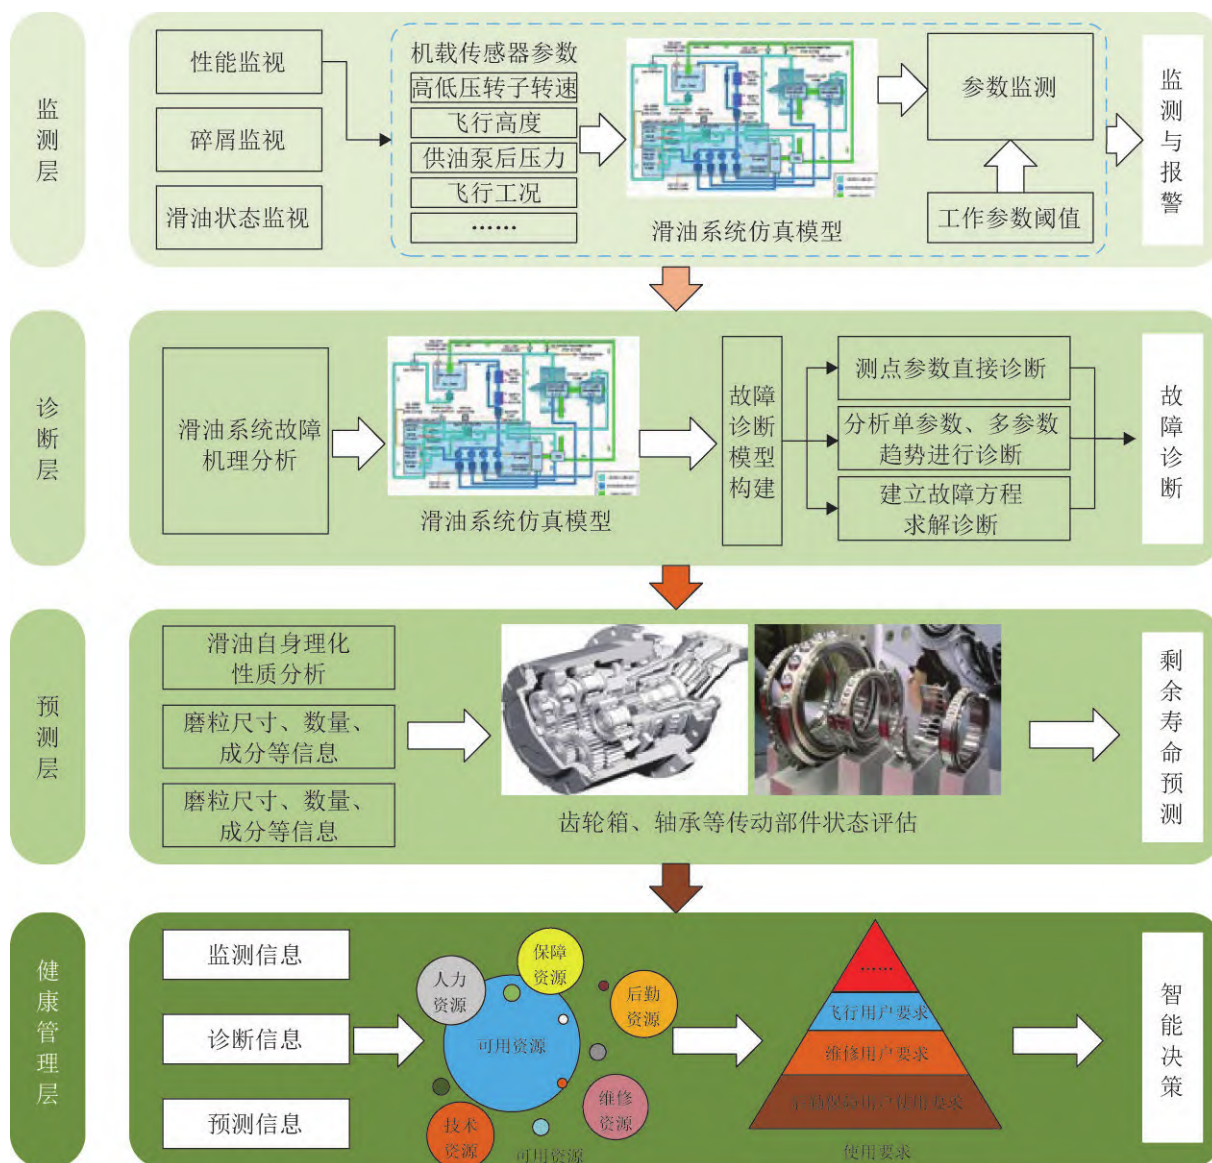 监测层
性能监视
碎屑监视
滑油状态监视
机载传感器参数
高低压转子转速
飞行高度
供油泵后压力
飞行工况
……
滑油系统仿真模型
参数监测
工作参数阈值
监测与报警
诊断层
滑油系统故障
机理分析
滑油系统仿真模型
故障诊断模型构建
测点参数直接诊断
分析单参数、多参数
趋势进行诊断
建立故障方程
求解诊断
故障诊断
预测层
滑油自身理化
性质分析
磨粒尺寸、数量、
成分等信息
磨粒尺寸、数量、
成分等信息
齿轮箱、轴承等传动部件状态评估
剩余寿命预测
健康管理层
监测信息
诊断信息
预测信息
人力
资源
保障
资源
后勤
资源
可用资源
维修
资源
技术
资源
可用资源
……
飞行用户要求
维修用户要求
使用要求
智能决策